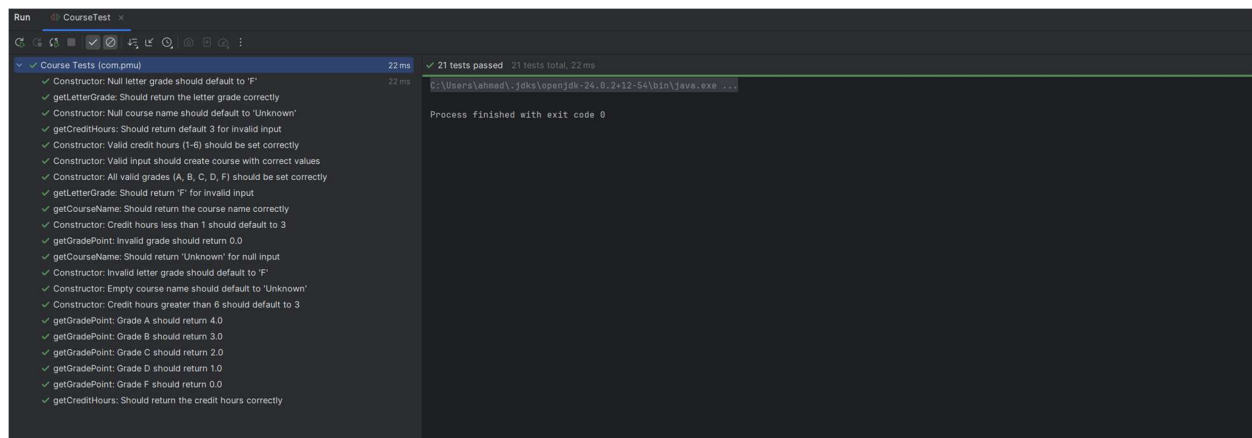 Run CourseTest ×
Course Tests (com.pmu) 22 ms
Constructor: Null letter grade should default to 'F' 22 ms
getLetterGrade: Should return the letter grade correctly
Constructor: Null course name should default to 'Unknown'
getCreditHours: Should return default 3 for invalid input
Constructor: Valid credit hours (1-6) should be set correctly
Constructor: Valid input should create course with correct values
Constructor: All valid grades (A, B, C, D, F) should be set correctly
getLetterGrade: Should return 'F' for invalid input
getCourseName: Should return the course name correctly
Constructor: Credit hours less than 1 should default to 3
getGradePoint: Invalid grade should return 0.0
getCourseName: Should return 'Unknown' for null input
Constructor: Invalid letter grade should default to 'F'
Constructor: Empty course name should default to 'Unknown'
Constructor: Credit hours greater than 6 should default to 3
getGradePoint: Grade A should return 4.0
getGradePoint: Grade B should return 3.0
getGradePoint: Grade C should return 2.0
getGradePoint: Grade D should return 1.0
getGradePoint: Grade F should return 0.0
getCreditHours: Should return the credit hours correctly
21 tests passed 21 tests total, 22 ms
C:\Users\ahmad\.jdks\openjdk-24.0.2+12-54\bin\java.exe ...
Process finished with exit code 0